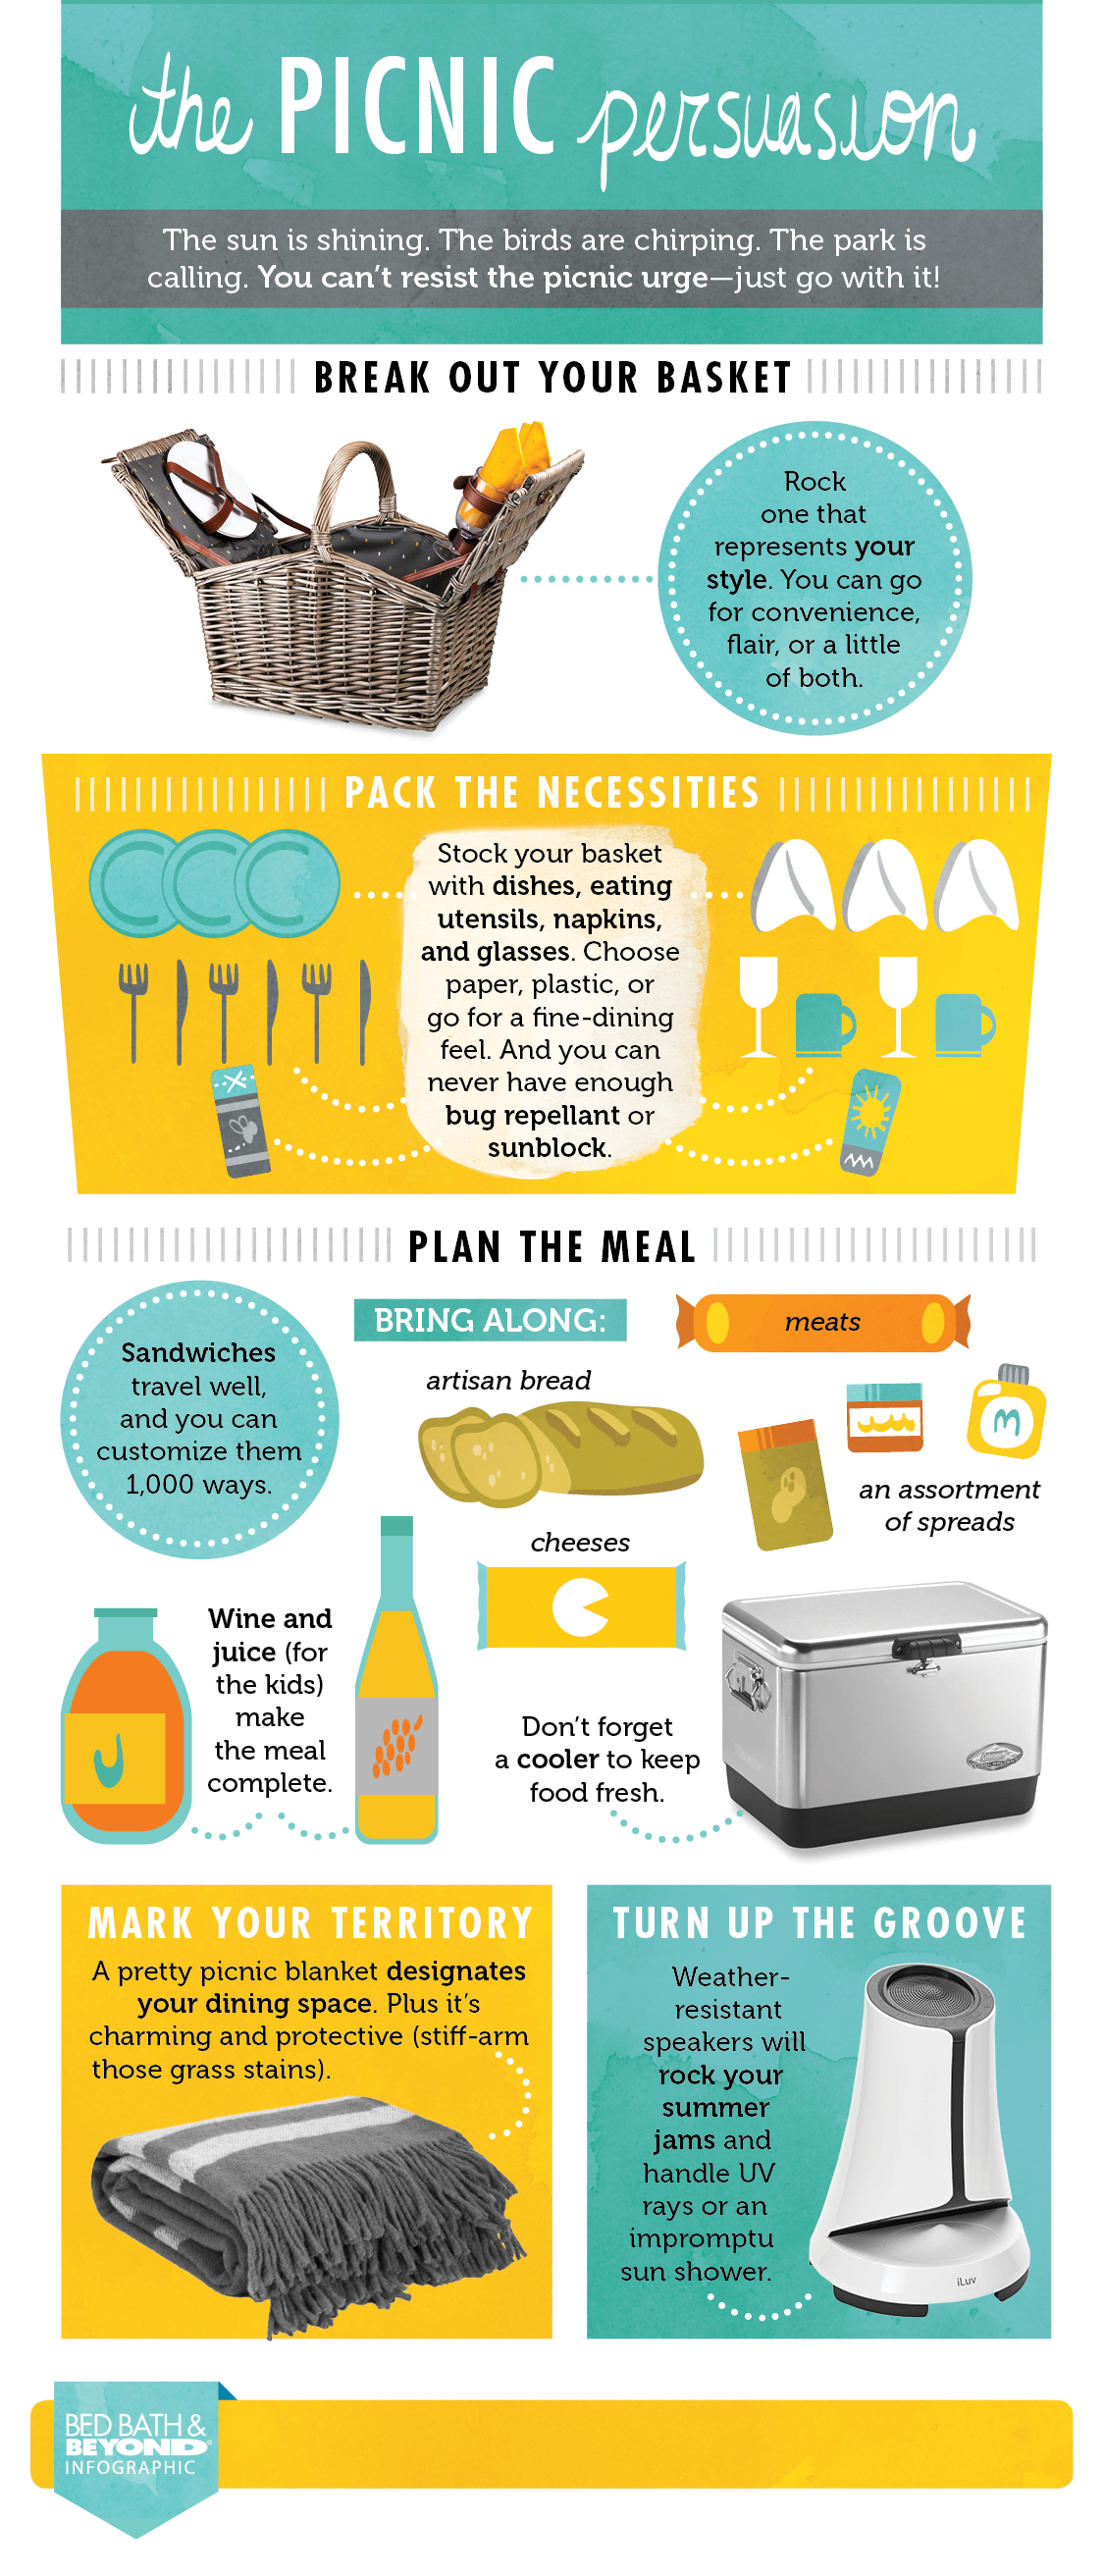 the PICNIC persuasion
The sun is shining. The birds are chirping. The park is
calling. You can't resist the picnic urge—just go with it!
BREAK OUT YOUR BASKET
Rock
one that
represents your
style. You can go
for convenience,
flair, or a little
of both.
PACK THE NECESSITIES
Stock your basket
with dishes, eating
utensils, napkins,
and glasses. Choose
paper, plastic, or
go for a fine-dining
feel. And you can
never have enough
bug repellant or
sunblock.
PLAN THE MEAL
Sandwiches
travel well,
and you can
customize them
1,000 ways.
BRING ALONG:
meats
artisan bread
m
an assortment
of spreads
cheeses
Wine and
juice (for
the kids)
make
the meal
complete.
J
Don't forget
a cooler to keep
food fresh.
MARK YOUR TERRITORY
A pretty picnic blanket designates
your dining space. Plus it's
charming and protective (stiff-arm
those grass stains).
TURN UP THE GROOVE
Weather-
resistant
speakers will
rock your
summer
jams and
handle UV
rays or an
impromptu
sun shower.
iLuv
BED BATH &
BEYOND®
INFOGRAPHIC